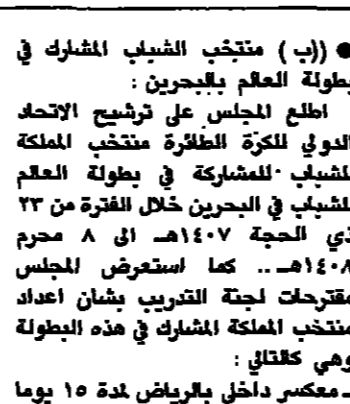 ● ((ب) منتخب الشباب المشارك في
بطولة العالم بالبحرين :
اطلع المجلس على ترشيح الاتحاد
الدولي للكرة الطائرة منتخب المملكة
للشباب للمشاركة في بطولة العالم
للشباب في البحرين خلال الفترة من ٢٣
ذي الحجة ١٤٠٧هـ الى ٨ محرم
١٤٠٨هـ .. كما استعرض المجلس
مقترحات لجنة التدريب بشأن اعداد
منتخب المملكة المشارك في هذه البطولة
وهي كالتالي :
ـ معكسر داخلي بالرياض لمدة ١٥ يوما